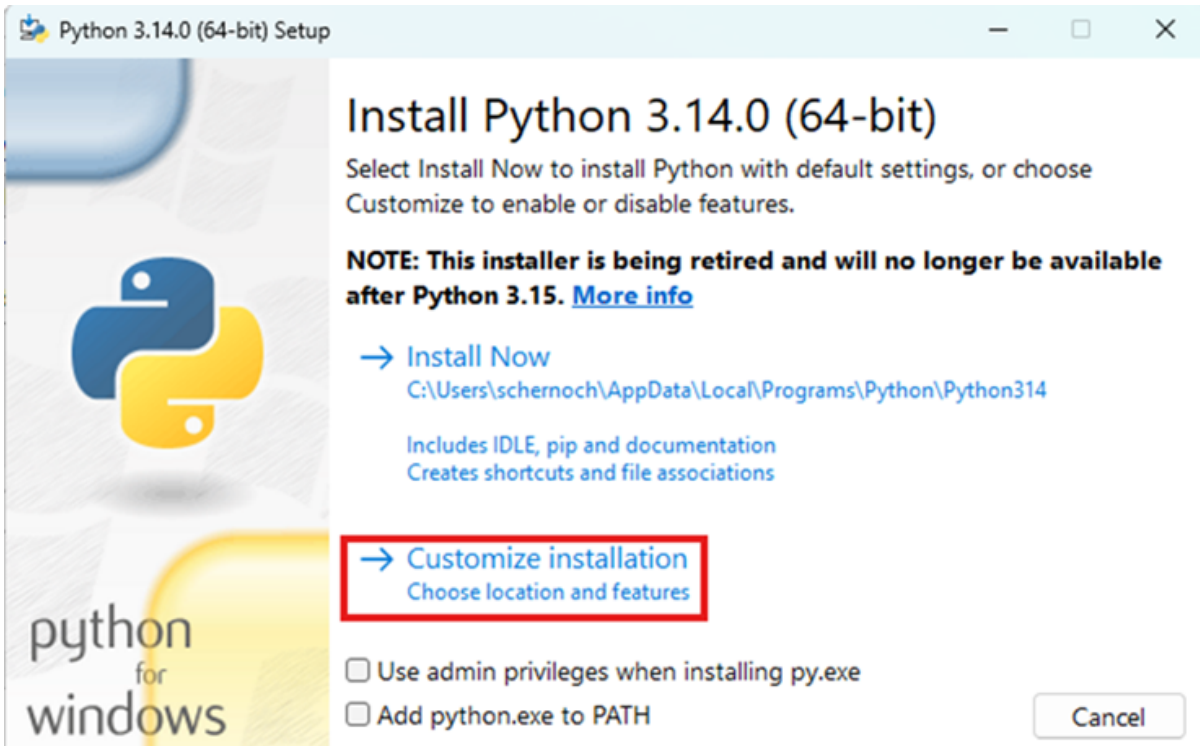 Python 3.14.0 (64-bit) Setup
Install Python 3.14.0 (64-bit)
Select Install Now to install Python with default settings, or choose
Customize to enable or disable features.
NOTE: This installer is being retired and will no longer be available
after Python 3.15. More info
→ Install Now
C:\Users\schernoch\AppData\Local\Programs\Python\Python314
Includes IDLE, pip and documentation
Creates shortcuts and file associations
→ Customize installation
Choose location and features
python
for
windows
Use admin privileges when installing py.exe
Add python.exe to PATH
Cancel